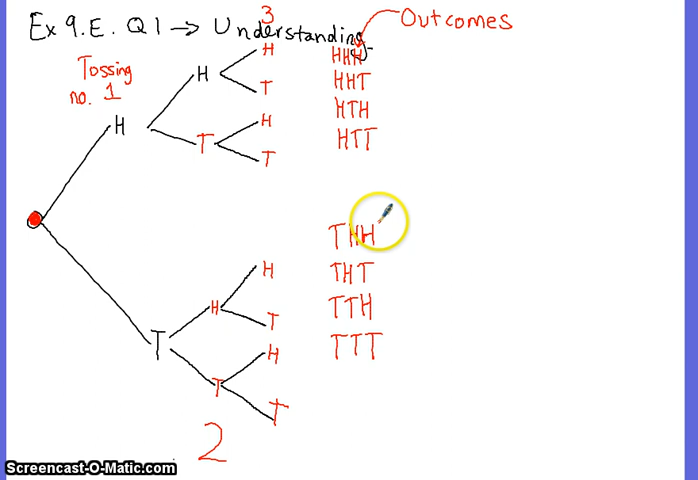 Ex 9.E. Q1 → Understanding
3
Outcomes
Tossing
no. 1
H
H
H
T
T
H
T
HHH
HHT
HTH
HTT
T
H
H
T
T
H
T
THH
THT
TTH
TTT
2
Screencast-O-Matic.com